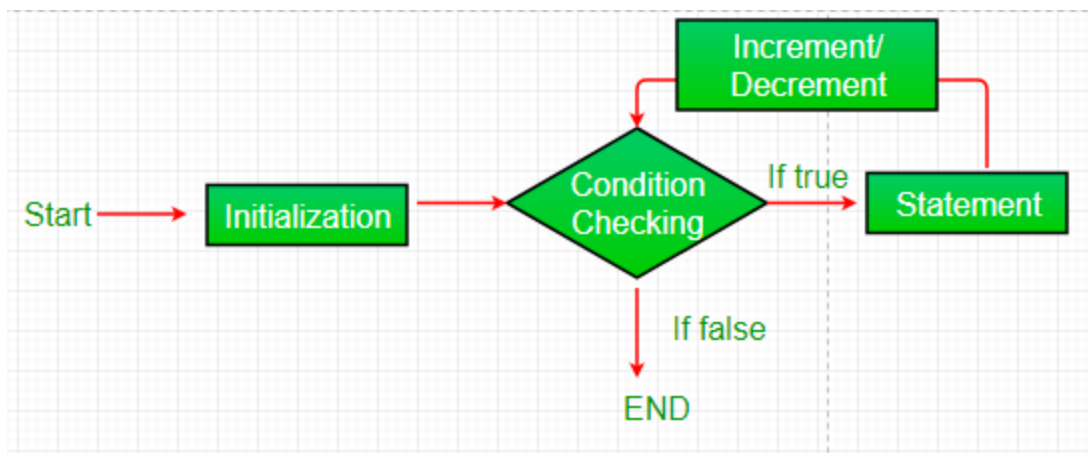 Increment/
Decrement
Start
Initialization
Condition
Checking
If true
Statement
If false
END